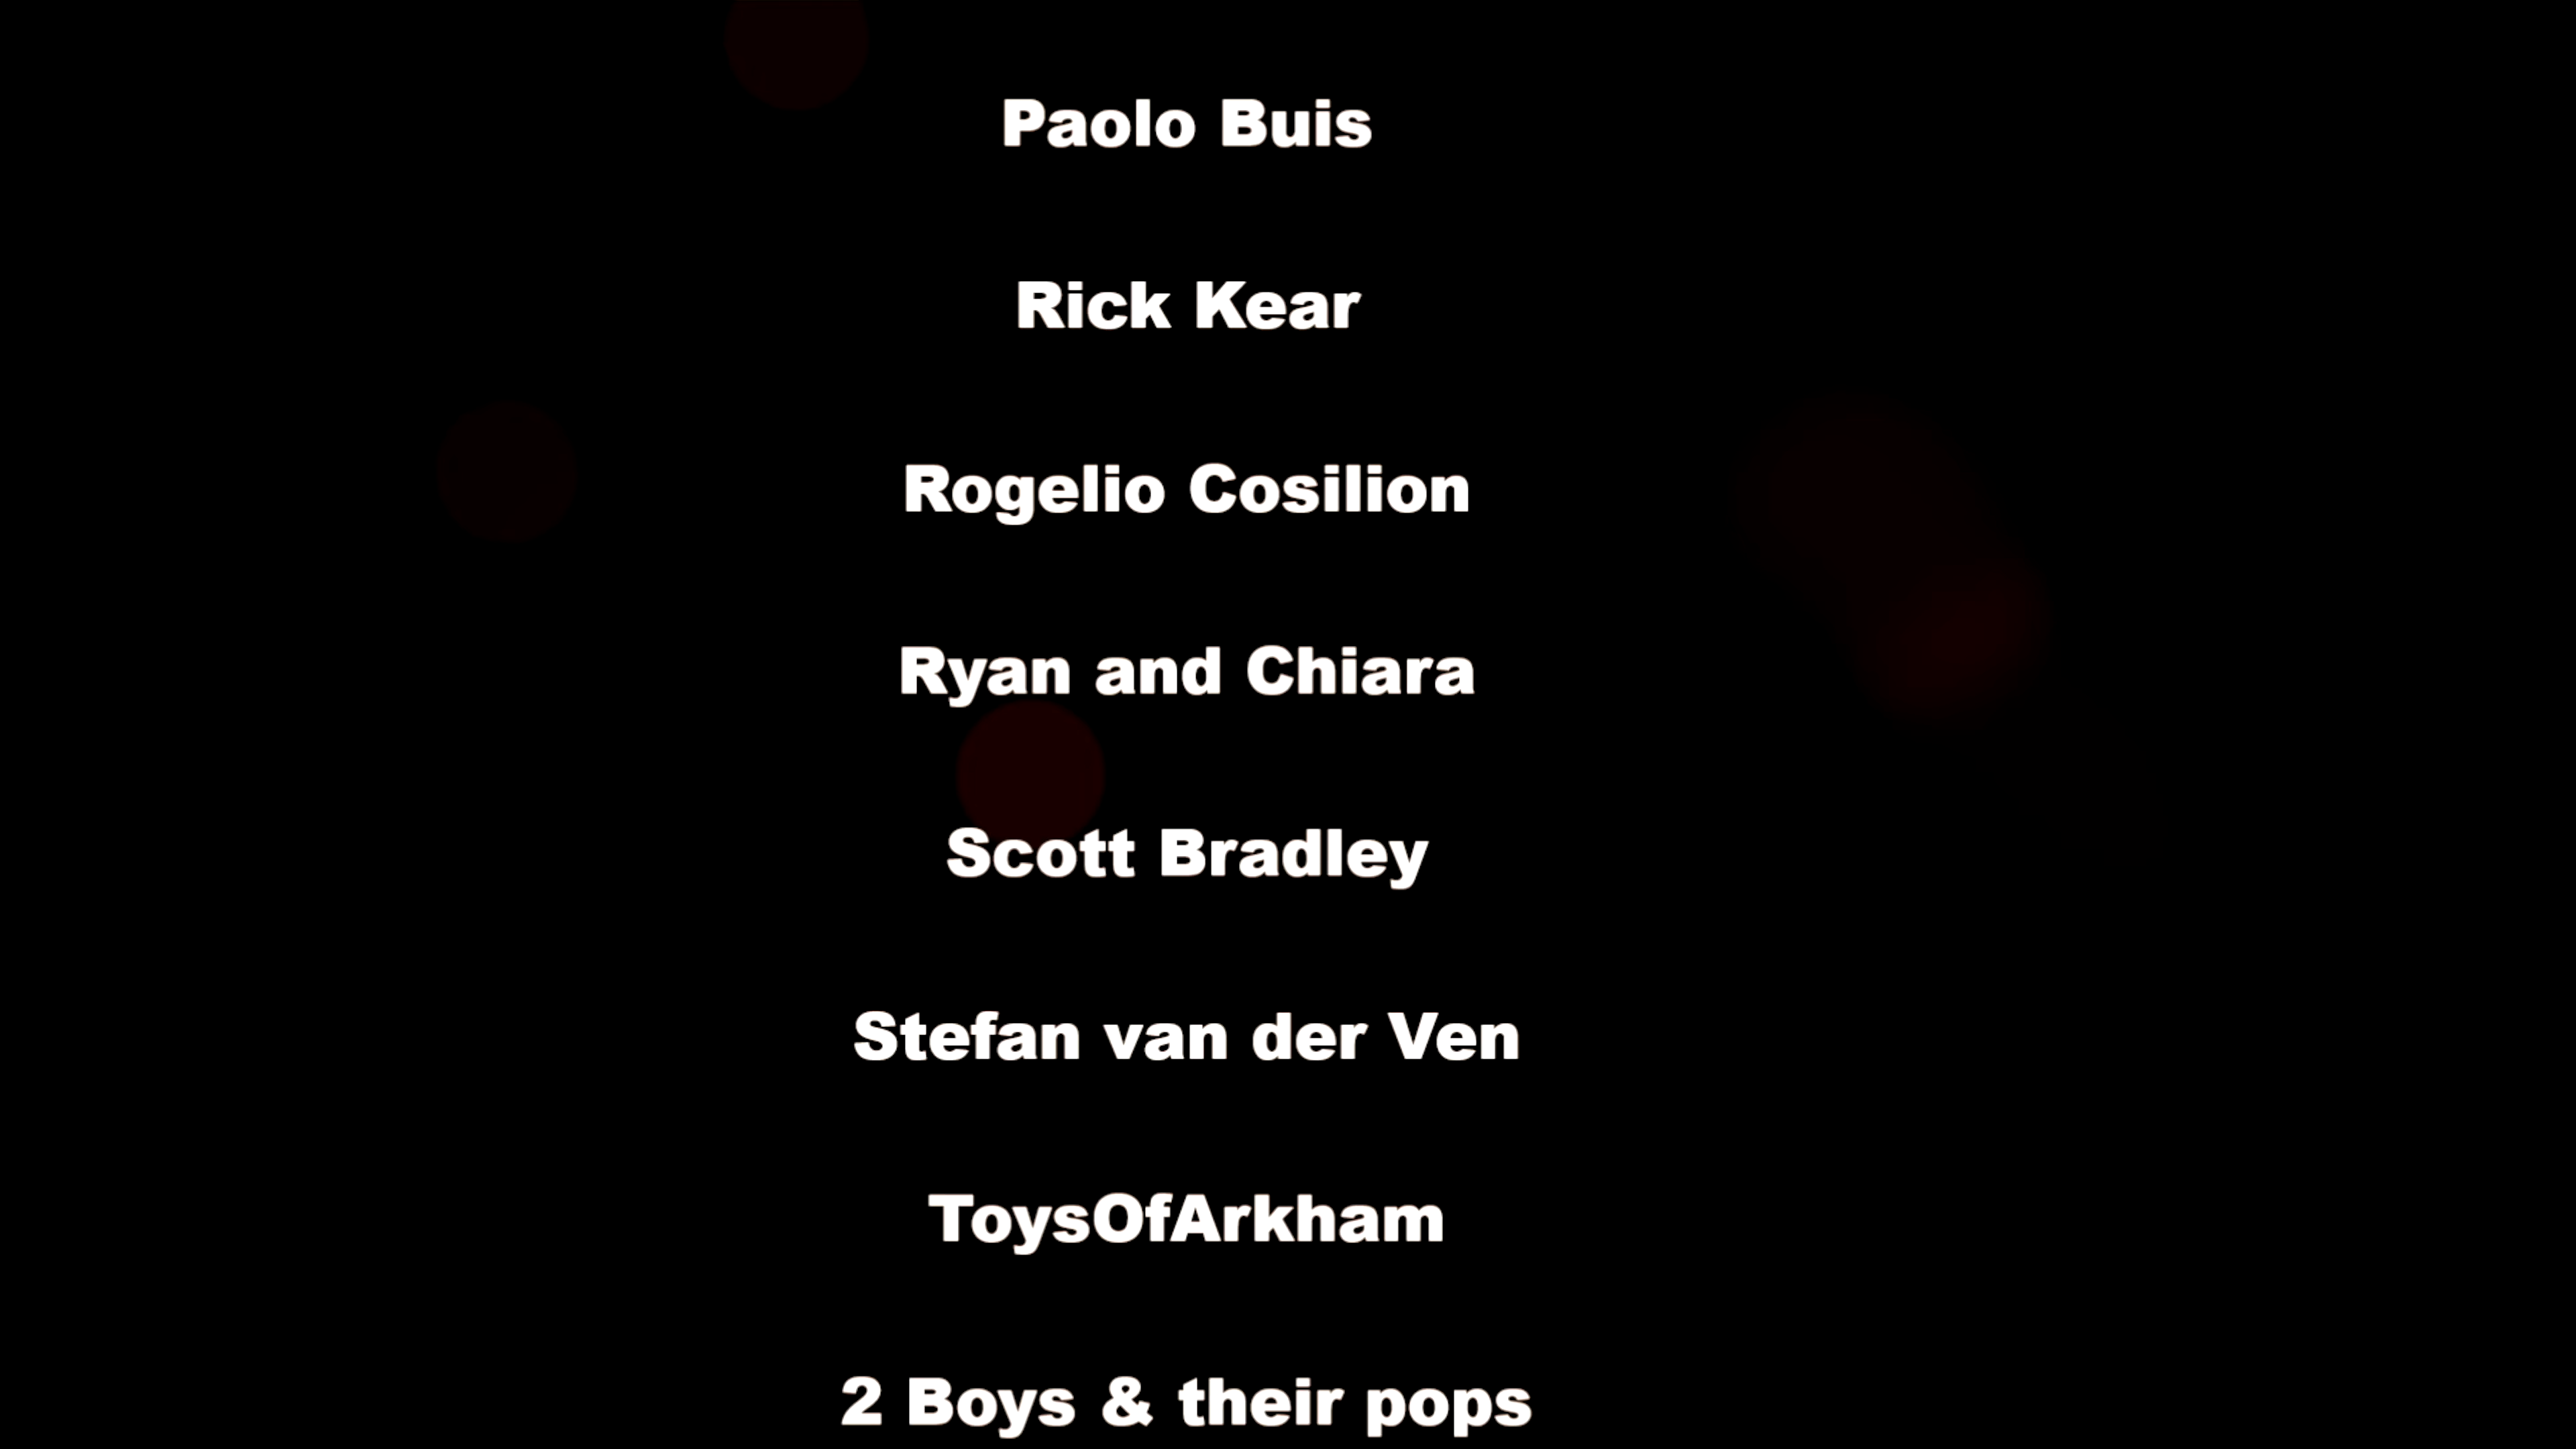 Paolo Buis
Rick Kear
Rogelio Cosilion
Ryan and Chiara
Scott Bradley
Stefan van der Ven
ToysOfArkham
2 Boys & their pops